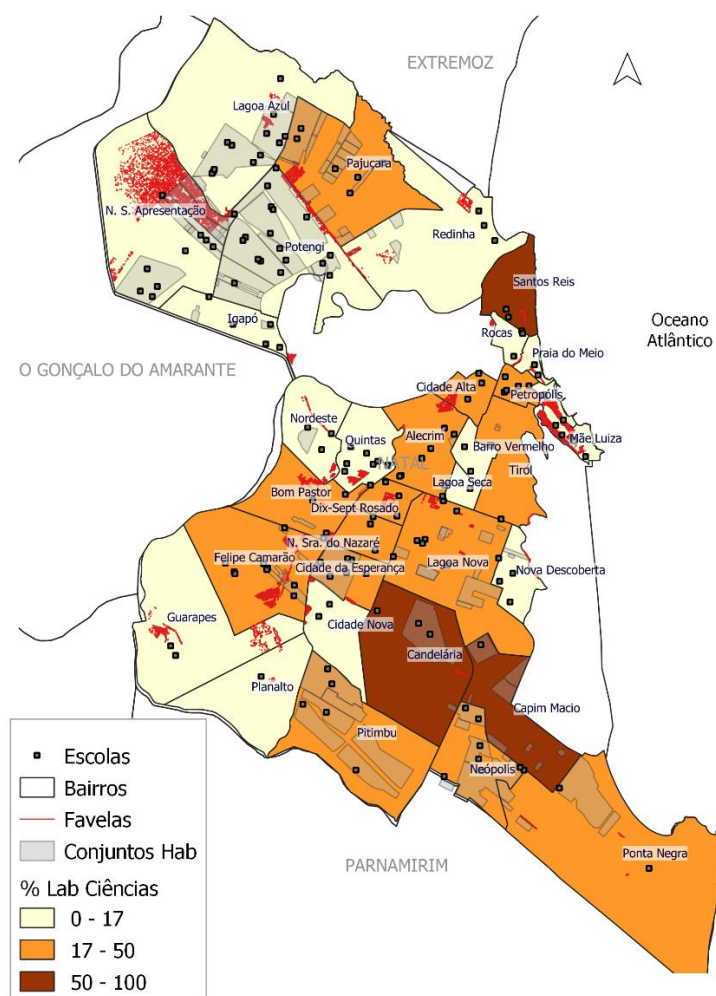 EXTREMOZ
Lagoa Azul
Pajuçara
N. S. Apresentação
Redinha
Potengi
Santos Reis
Oceano
Atlântico
Igapó
Rocas
Praia do Meio
O GONÇALO DO AMARANTE
Cidade Alta
Petrópolis
Nordeste
Alecrim
Mãe Luiza
Quintas
Barro Vermelho
NATAL
Tirol
Lagoa Seca
Bom Pastor
Dix-Sept Rosado
N. Sra. do Nazaré
Felipe Camarão
Cidade da Esperança
Lagoa Nova
Nova Descoberta
Guarapes
Cidade Nova
Candelária
Planalto
Capim Macio
Pitimbu
Neópolis
Ponta Negra
PARNAMIRIM
Escolas
Bairros
Favelas
Conjuntos Hab
% Lab Ciências
0 - 17
17 - 50
50 - 100